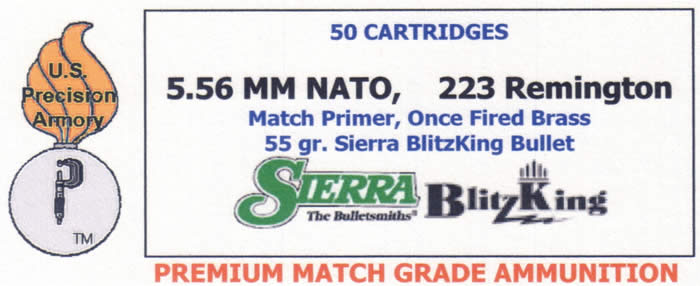 50 CARTRIDGES
U.S.
Precision
Armory
TM
5.56 MM NATO, 223 Remington
Match Primer, Once Fired Brass
55 gr. Sierra BlitzKing Bullet
SIERRA
The Bulletsmiths®
BlitzKing
PREMIUM MATCH GRADE AMMUNITION